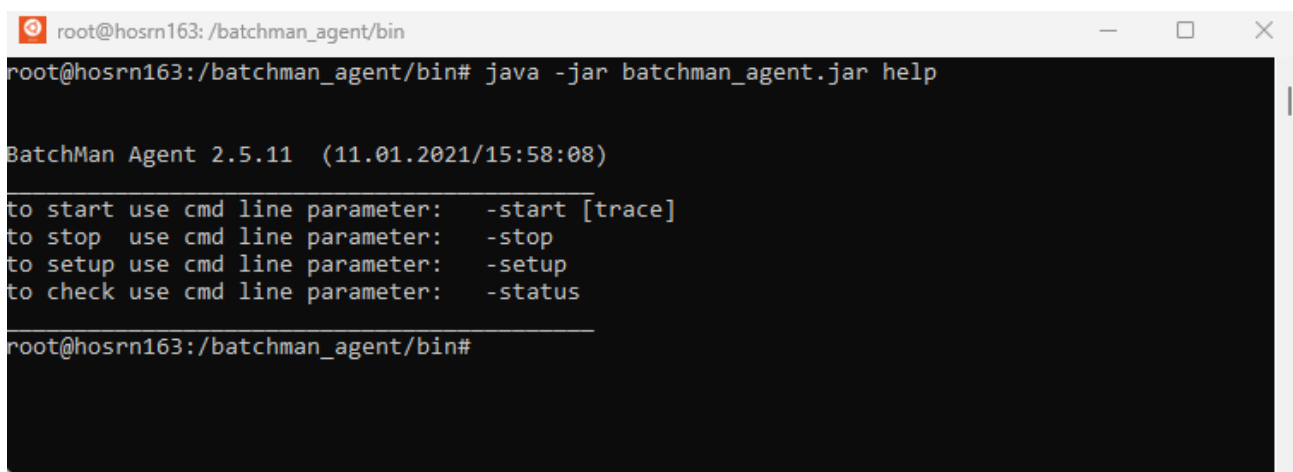 root@hosrn163: /batchman_agent/bin
root@hosrn163:/batchman_agent/bin# java -jar batchman_agent.jar help
BatchMan Agent 2.5.11  (11.01.2021/15:58:08)
____________________________________________
to start use cmd line parameter:   -start [trace]
to stop  use cmd line parameter:   -stop
to setup use cmd line parameter:   -setup
to check use cmd line parameter:   -status
____________________________________________
root@hosrn163:/batchman_agent/bin#